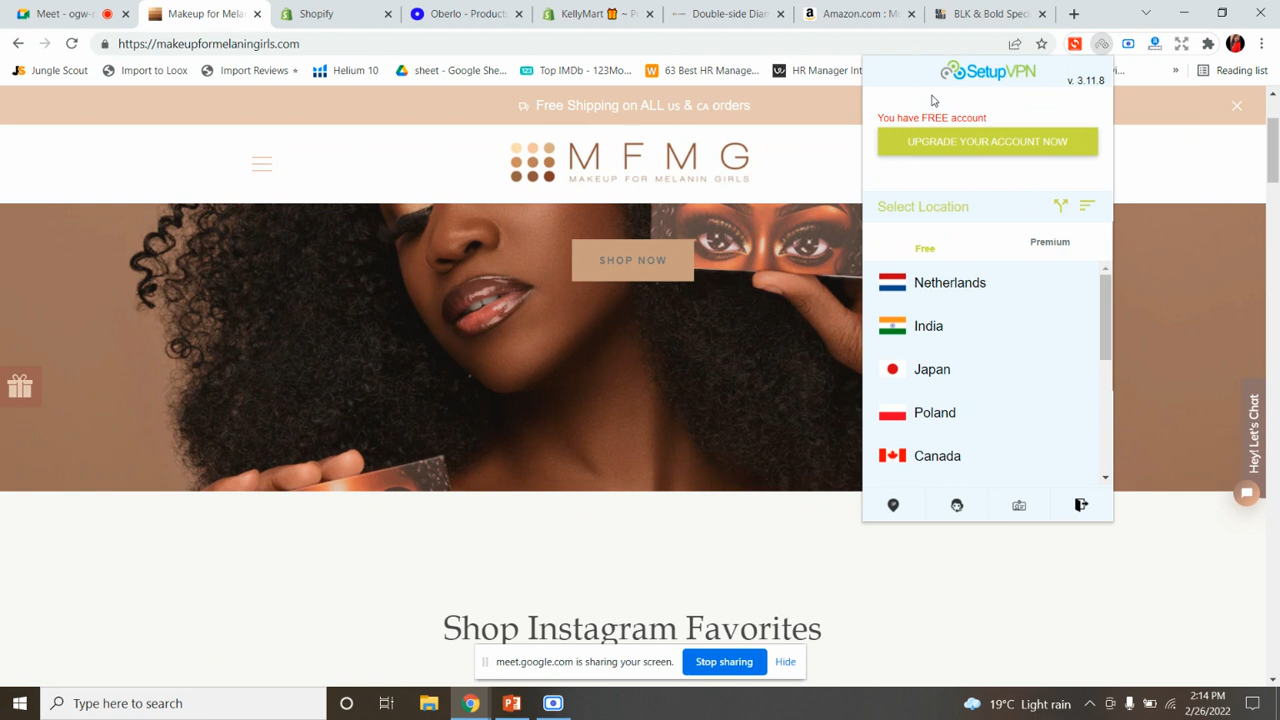 Meet - ogw-
Makeup for Mela
Shopify
Oberlo - Product
KellyMart 🎁 ~ P
Double-side Dian
Amazon.com : M
BLK & Bold Spec
https://makeupformelaningirls.com
Jungle Scout
Import to Loox
Import Reviews
Helium 10
sheet - Google She...
Top IMDb - 123Mo...
63 Best HR Manage...
HR Manager Int
vi...
»
Reading list
Free Shipping on ALL US & CA orders
MFMG
MAKEUP FOR MELANIN GIRLS
SHOP NOW
SetupVPN
v. 3.11.8
You have FREE account
UPGRADE YOUR ACCOUNT NOW
Select Location
Free
Premium
Netherlands
India
Japan
Poland
Canada
Hey! Let's Chat
Shop Instagram Favorites
meet.google.com is sharing your screen.
Stop sharing
Hide
Type here to search
19°C Light rain
2:14 PM
2/26/2022